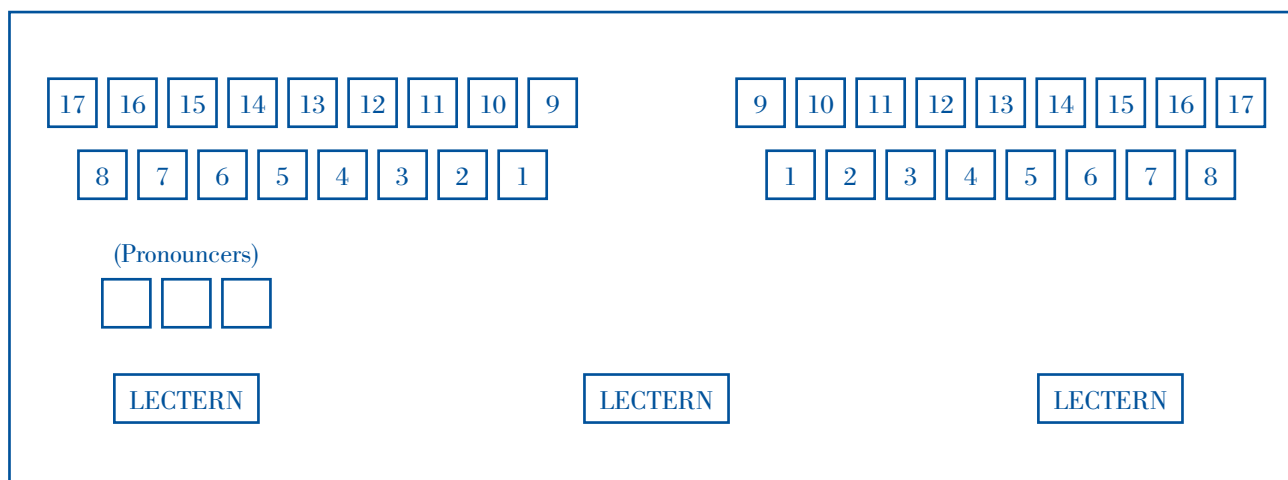 17 16 15 14 13 12 11 10 9 9 10 11 12 13 14 15 16 17
8 7 6 5 4 3 2 1 1 2 3 4 5 6 7 8
(Pronouncers)
LECTERN LECTERN LECTERN